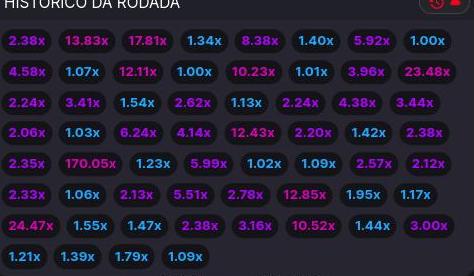 HISTÓRICO DA RODADA
2.38x 13.83x 17.81x 1.34x 8.38x 1.40x 5.92x 1.00x
4.58x 1.07x 12.11x 1.00x 10.23x 1.01x 3.96x 23.48x
2.24x 3.41x 1.54x 2.62x 1.13x 2.24x 4.38x 3.44x
2.06x 1.03x 6.24x 4.14x 12.43x 2.20x 1.42x 2.38x
2.35x 170.05x 1.23x 5.99x 1.02x 1.09x 2.57x 2.12x
2.33x 1.06x 2.13x 5.51x 2.78x 12.85x 1.95x 1.17x
24.47x 1.55x 1.47x 2.38x 3.16x 10.52x 1.44x 3.00x
1.21x 1.39x 1.79x 1.09x